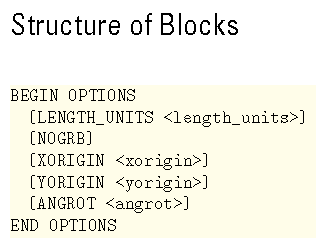 Structure of Blocks
BEGIN OPTIONS
[LENGTH_UNITS <length_units>]
[NOGRB]
[XORIGIN <xorigin>]
[YORIGIN <yorigin>]
[ANGROT <angrot>]
END OPTIONS